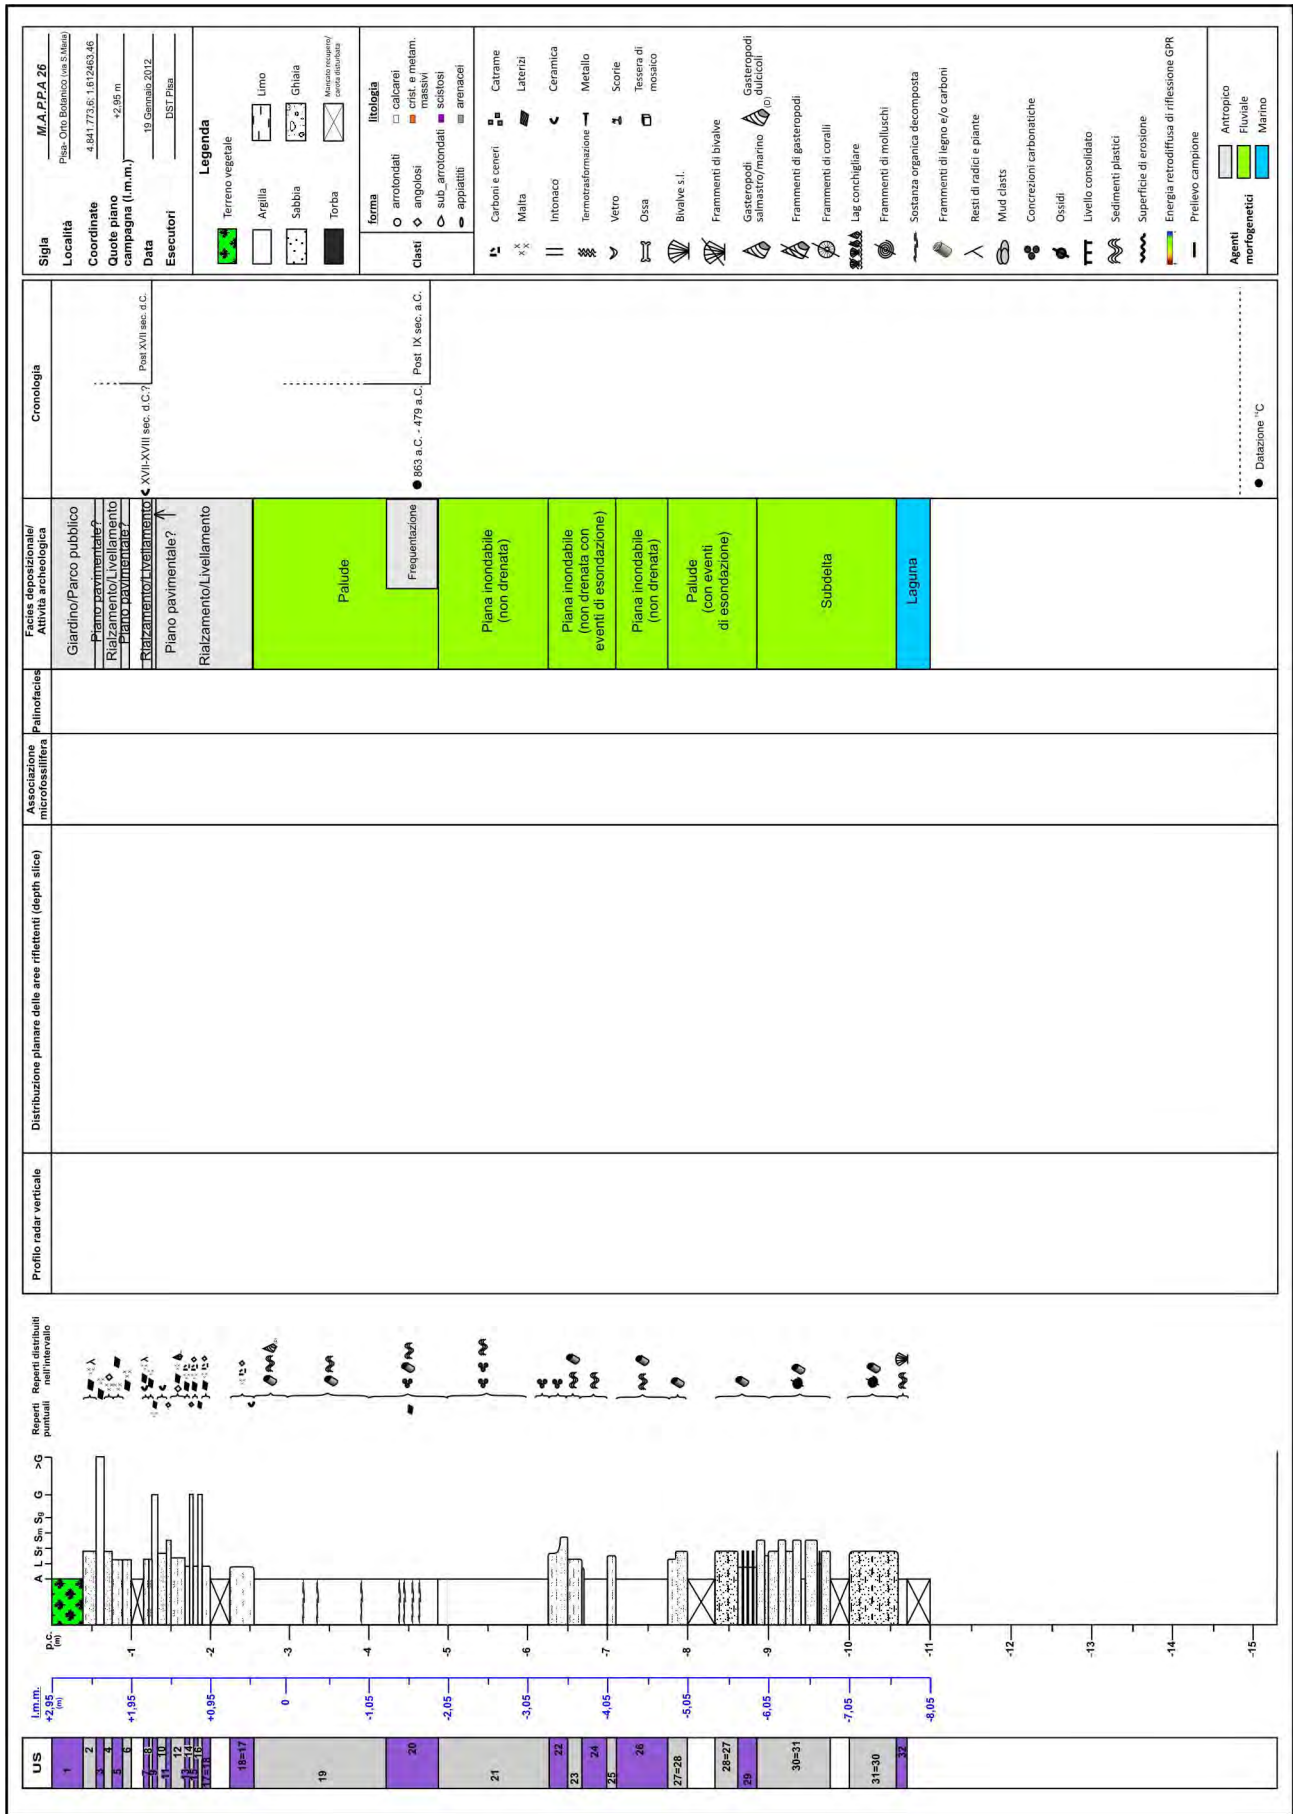 Sigla
M.A.P.P.A 26
Località
Pisa- Orto Botanico (via S.Maria)
Coordinate
4.841.773,6; 1.612463,46
Quote piano
campagna (l.m.m.)
+2,95 m
Data
19 Gennaio 2012
Esecutori
DST Pisa
Legenda
Terreno vegetale
Argilla
Limo
Sabbia
Ghiaia
Torba
Mancato recupero/
carota disturbata
Clasti
forma
arrotondati
angolosi
sub_arrotondati
appiattiti
litologia
calcarei
crist. e metam.
massivi
scistosi
arenacei
Carboni e ceneri
Catrame
Malta
Laterizi
Intonaco
Ceramica
Termotrasformazione
Metallo
Vetro
Scorie
Ossa
Tessera di
mosaico
Bivalve s.l.
Frammenti di bivalve
Gasteropodi
salmastro/marino
Gasteropodi
dulcicoli
(D)
Frammenti di gasteropodi
Frammenti di coralli
Lag conchigliare
Frammenti di molluschi
Sostanza organica decomposta
Frammenti di legno e/o carboni
Resti di radici e piante
Mud clasts
Concrezioni carbonatiche
Ossidi
Livello consolidato
Sedimenti plastici
Superficie di erosione
Energia retrodiffusa di riflessione GPR
Prelievo campione
Agenti
morfogenetici
Antropico
Fluviale
Marino
Cronologia
XVII-XVIII sec. d.C.?
Post XVII sec. d.C.
863 a.C. - 479 a.C.
Post IX sec. a.C.
Datazione ¹⁴C
Facies deposizionale/
Attività archeologica
Giardino/Parco pubblico
Piano pavimentale?
Rialzamento/Livellamento
Piano pavimentale?
Rialzamento/Livellamento
Piano pavimentale?
Rialzamento/Livellamento
Palude
Frequentazione
Piana inondabile
(non drenata)
Piana inondabile
(non drenata con
eventi di esondazione)
Piana inondabile
(non drenata)
Palude
(con eventi
di esondazione)
Subdelta
Laguna
Palinofacies
Associazione
microfossilifera
Distribuzione planare delle aree riflettenti (depth slice)
Profilo radar verticale
Reperti
puntuali
Reperti distribuiti
nell'intervallo
A L Sf Sm Sg G >G
p.c.
(m)
-1
-2
-3
-4
-5
-6
-7
-8
-9
-10
-11
-12
-13
-14
-15
l.m.m.
+2,95
(m)
+1,95
+0,95
0
-1,05
-2,05
-3,05
-4,05
-5,05
-6,05
-7,05
-8,05
US
1
2
3
4
5
6
7
8
9
10
11
12
13
14
15
16
17=18
18=17
19
20
21
22
23
24
25
26
27=28
28=27
29
30=31
31=30
32